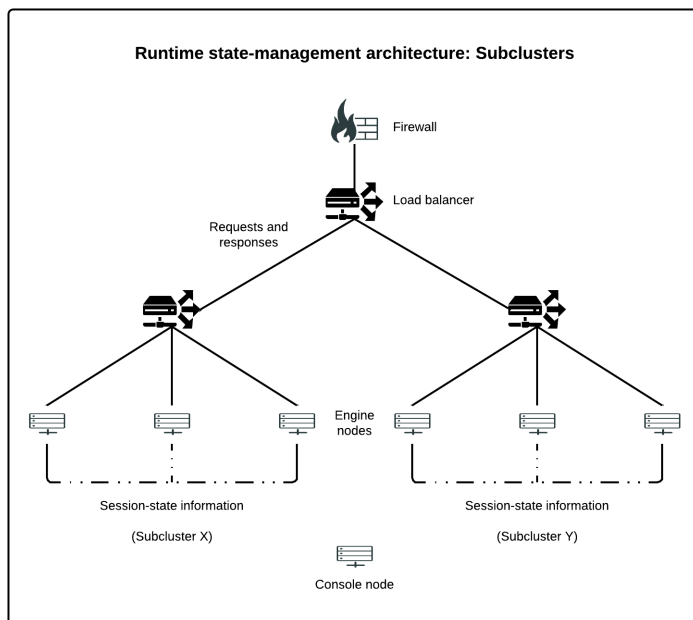 Runtime state-management architecture: Subclusters
Firewall
Load balancer
Requests and
responses
Engine
nodes
Session-state information
(Subcluster X)
Session-state information
(Subcluster Y)
Console node